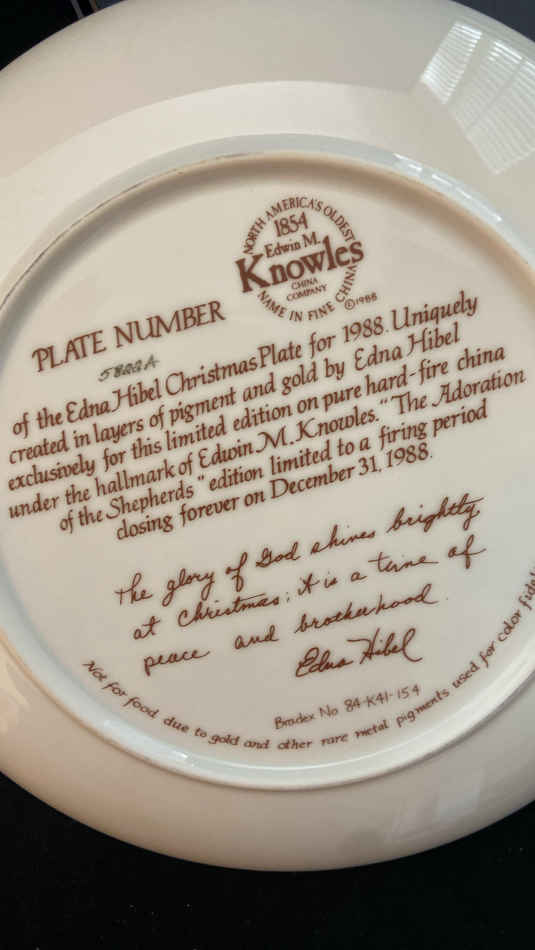 NORTH AMERICA'S OLDEST
1854
Edwin M.
Knowles
CHINA
COMPANY
NAME IN FINE CHINA
©1988
PLATE NUMBER
of the Edna Hibel Christmas Plate for 1988. Uniquely
created in layers of pigment and gold by Edna Hibel
exclusively for this limited edition on pure hard-fire china
under the hallmark of Edwin M. Knowles. "The Adoration
of the Shepherds" edition limited to a firing period
closing forever on December 31, 1988.
The glory of God shines brightly
at Christmas; it is a time of
peace and brotherhood.
Edna Hibel
Bradex No 84-K41-15.4
Not for food, due to gold and other rare metal pigments used for color